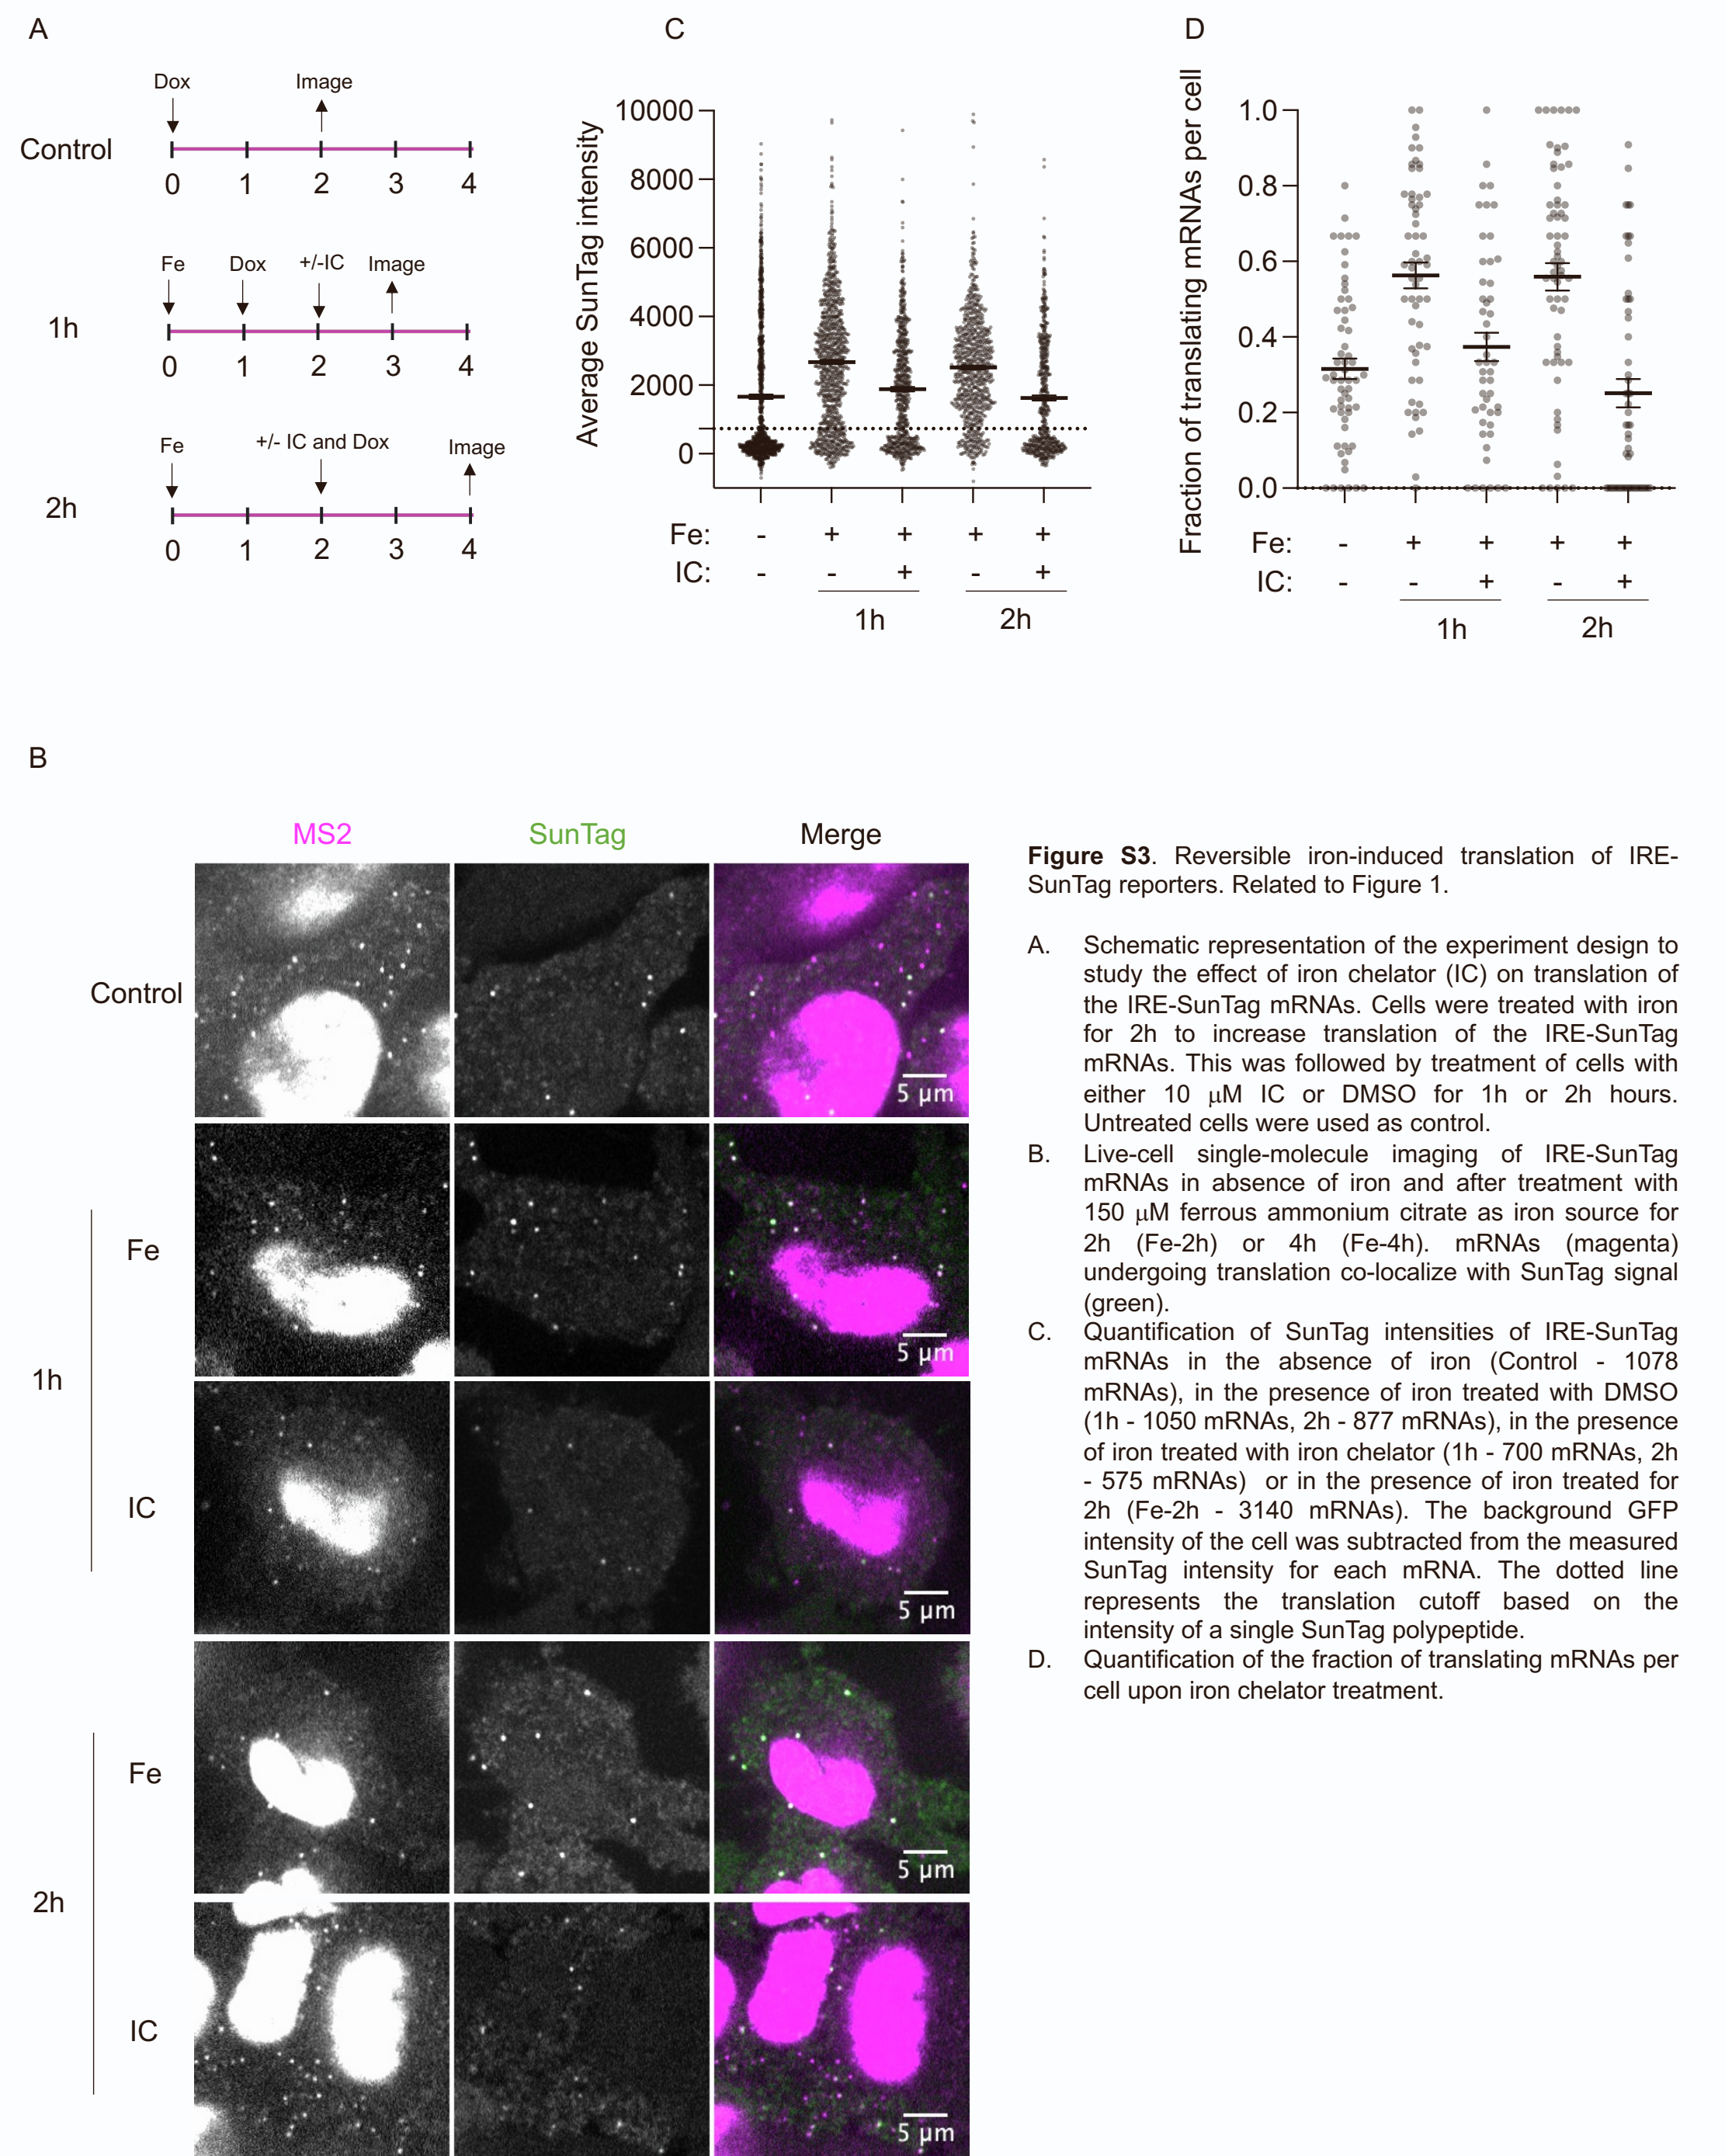 A
Dox
Image
Control
0 1 2 3 4
Fe
Dox
+/-IC
Image
1h
0 1 2 3 4
Fe
+/- IC and Dox
Image
2h
0 1 2 3 4
C
Average SunTag intensity
10000
8000
6000
4000
2000
0
Fe: - + + + +
IC: - - + - +
1h 2h
D
Fraction of translating mRNAs per cell
1.0
0.8
0.6
0.4
0.2
0.0
Fe: - + + + +
IC: - - + - +
1h 2h
B
MS2 SunTag Merge
Control
5 µm
1h
Fe
5 µm
IC
5 µm
2h
Fe
5 µm
IC
5 µm
Figure S3. Reversible iron-induced translation of IRE-
SunTag reporters. Related to Figure 1.
A. Schematic representation of the experiment design to
study the effect of iron chelator (IC) on translation of
the IRE-SunTag mRNAs. Cells were treated with iron
for 2h to increase translation of the IRE-SunTag
mRNAs. This was followed by treatment of cells with
either 10 µM IC or DMSO for 1h or 2h hours.
Untreated cells were used as control.
B. Live-cell single-molecule imaging of IRE-SunTag
mRNAs in absence of iron and after treatment with
150 µM ferrous ammonium citrate as iron source for
2h (Fe-2h) or 4h (Fe-4h). mRNAs (magenta)
undergoing translation co-localize with SunTag signal
(green).
C. Quantification of SunTag intensities of IRE-SunTag
mRNAs in the absence of iron (Control - 1078
mRNAs), in the presence of iron treated with DMSO
(1h - 1050 mRNAs, 2h - 877 mRNAs), in the presence
of iron treated with iron chelator (1h - 700 mRNAs, 2h
- 575 mRNAs) or in the presence of iron treated for
2h (Fe-2h - 3140 mRNAs). The background GFP
intensity of the cell was subtracted from the measured
SunTag intensity for each mRNA. The dotted line
represents the translation cutoff based on the
intensity of a single SunTag polypeptide.
D. Quantification of the fraction of translating mRNAs per
cell upon iron chelator treatment.